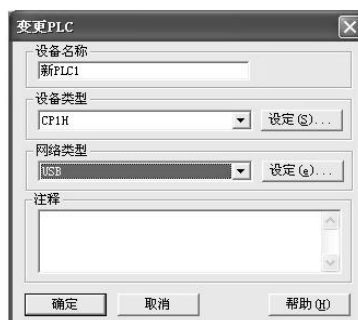 变更PLC
设备名称
新PLC1
设备类型
CP1H
设定(S)...
网络类型
USB
设定(e)...
注释
确定
取消
帮助(H)